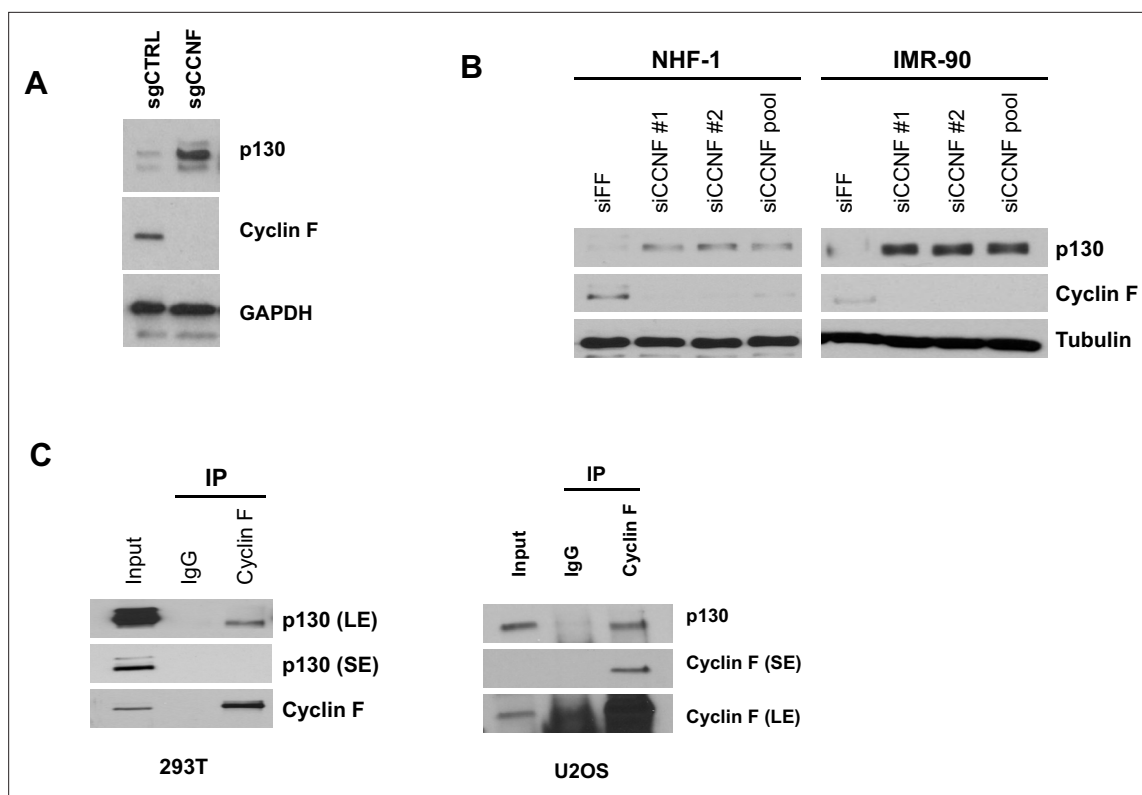 A
sgCTRL
sgCCNF
p130
Cyclin F
GAPDH
B
NHF-1
IMR-90
siFF
siCCNF #1
siCCNF #2
siCCNF pool
siFF
siCCNF #1
siCCNF #2
siCCNF pool
p130
Cyclin F
Tubulin
C
IP
Input
IgG
Cyclin F
p130 (LE)
p130 (SE)
Cyclin F
293T
IP
Input
IgG
Cyclin F
p130
Cyclin F (SE)
Cyclin F (LE)
U2OS